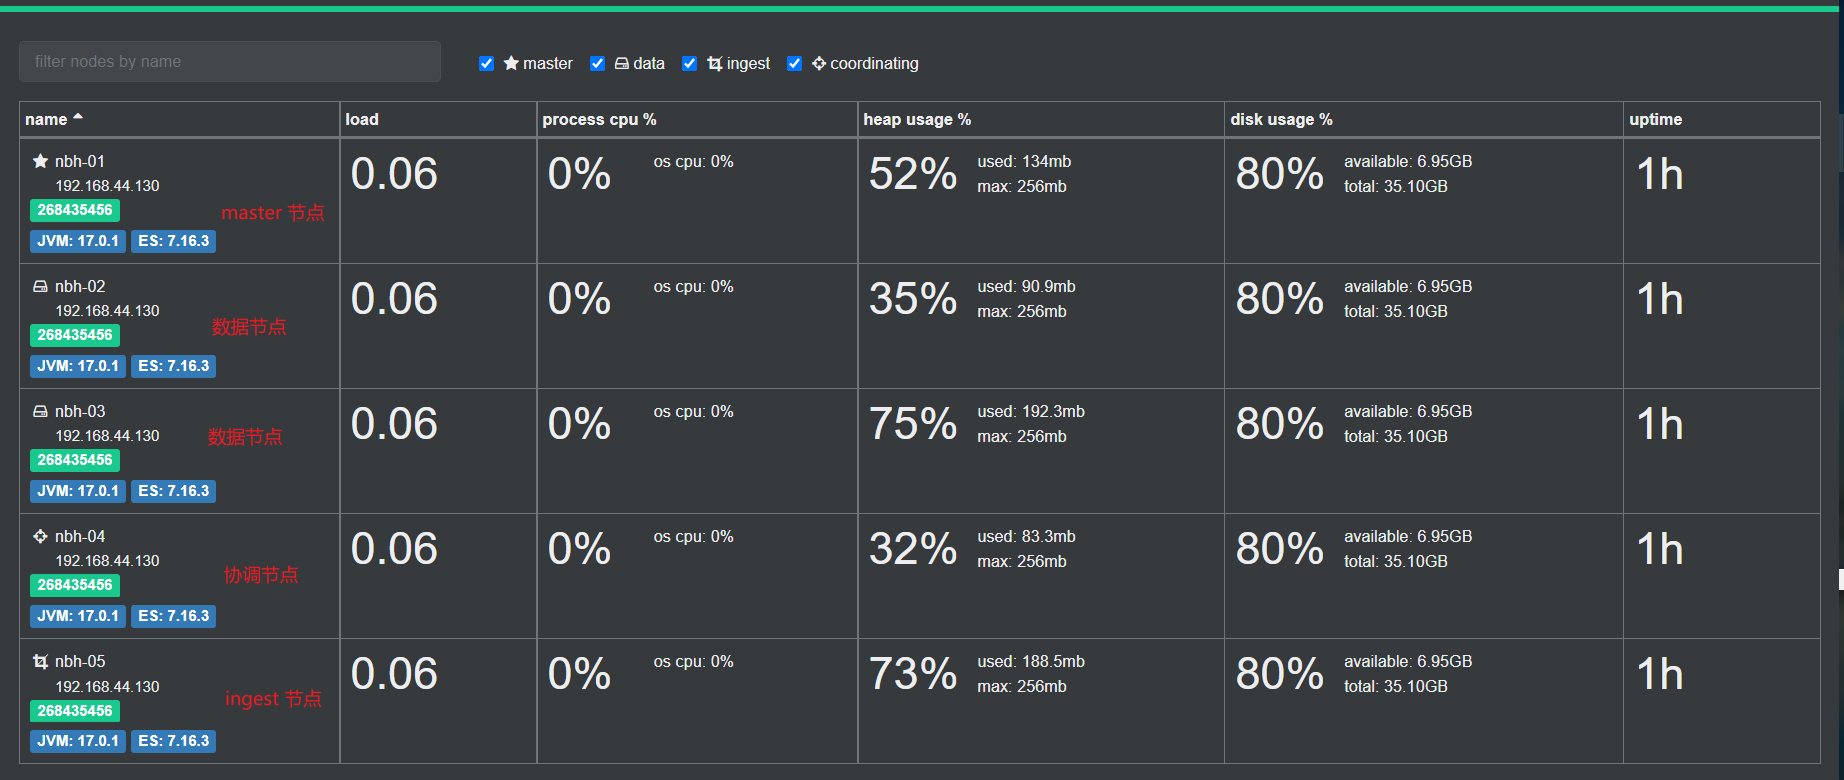 filter nodes by name
master data ingest coordinating
name load process cpu % heap usage % disk usage % uptime
nbh-01
192.168.44.130
268435456
JVM: 17.0.1 ES: 7.16.3
master 节点
0.06
0%
os cpu: 0%
52%
used: 134mb
max: 256mb
80%
available: 6.95GB
total: 35.10GB
1h
nbh-02
192.168.44.130
268435456
JVM: 17.0.1 ES: 7.16.3
数据节点
0.06
0%
os cpu: 0%
35%
used: 90.9mb
max: 256mb
80%
available: 6.95GB
total: 35.10GB
1h
nbh-03
192.168.44.130
268435456
JVM: 17.0.1 ES: 7.16.3
数据节点
0.06
0%
os cpu: 0%
75%
used: 192.3mb
max: 256mb
80%
available: 6.95GB
total: 35.10GB
1h
nbh-04
192.168.44.130
268435456
JVM: 17.0.1 ES: 7.16.3
协调节点
0.06
0%
os cpu: 0%
32%
used: 83.3mb
max: 256mb
80%
available: 6.95GB
total: 35.10GB
1h
nbh-05
192.168.44.130
268435456
JVM: 17.0.1 ES: 7.16.3
ingest 节点
0.06
0%
os cpu: 0%
73%
used: 188.5mb
max: 256mb
80%
available: 6.95GB
total: 35.10GB
1h